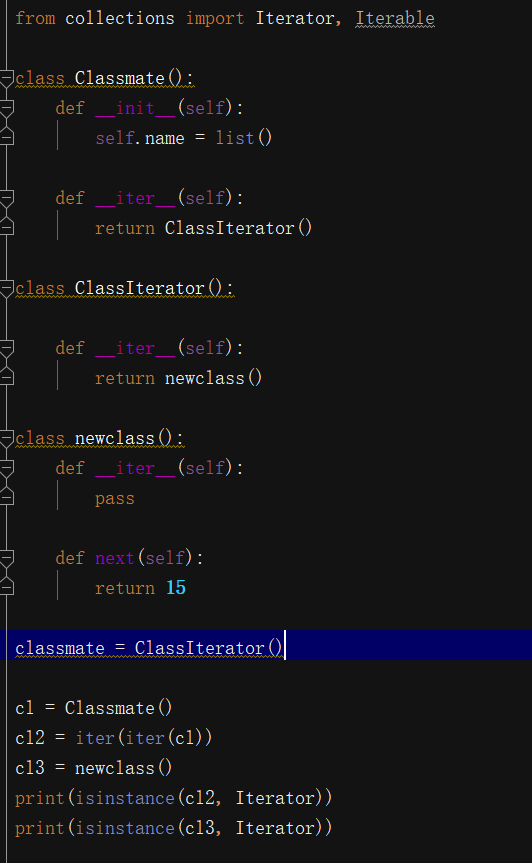 from collections import Iterator, Iterable
class Classmate():
    def __init__(self):
        self.name = list()
    def __iter__(self):
        return ClassIterator()
class ClassIterator():
    def __iter__(self):
        return newclass()
class newclass():
    def __iter__(self):
        pass
    def next(self):
        return 15
classmate = ClassIterator()
cl = Classmate()
cl2 = iter(iter(cl))
cl3 = newclass()
print(isinstance(cl2, Iterator))
print(isinstance(cl3, Iterator))